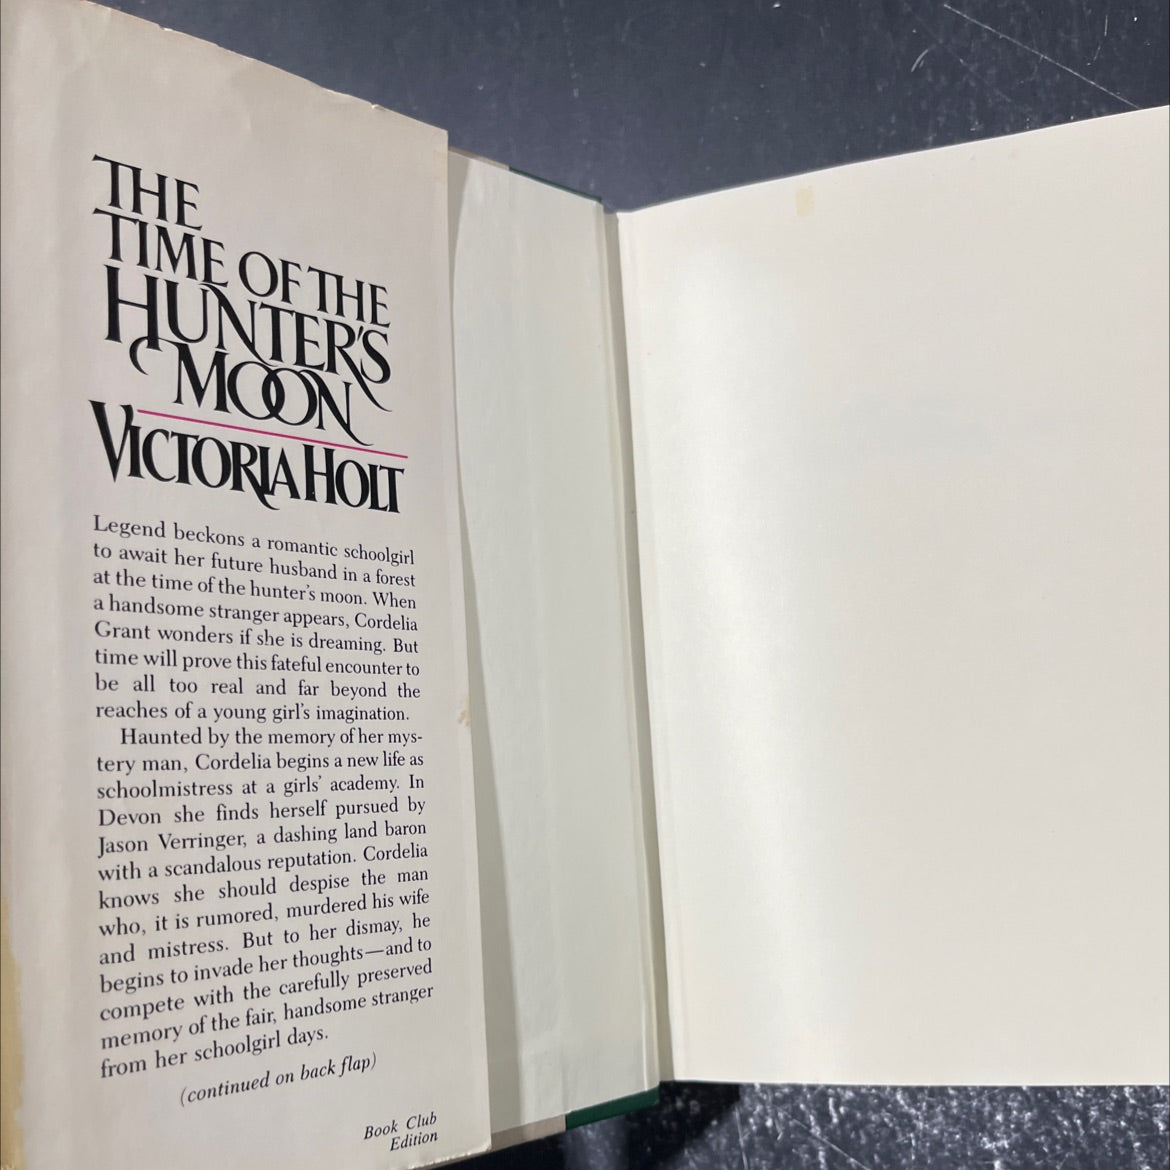 THE
TIME OF THE
HUNTER'S
MOON
VICTORIA HOLT
Legend beckons a romantic schoolgirl
to await her future husband in a forest
at the time of the hunter's moon. When
a handsome stranger appears, Cordelia
Grant wonders if she is dreaming. But
time will prove this fateful encounter to
be all too real and far beyond the
reaches of a young girl's imagination.
Haunted by the memory of her mys-
tery man, Cordelia begins a new life as
schoolmistress at a girls' academy. In
Devon she finds herself pursued by
Jason Verringer, a dashing land baron
with a scandalous reputation. Cordelia
knows she should despise the man
who, it is rumored, murdered his wife
and mistress. But to her dismay, he
begins to invade her thoughts—and to
compete with the carefully preserved
memory of the fair, handsome stranger
from her schoolgirl days.
(continued on back flap)
Book Club
Edition